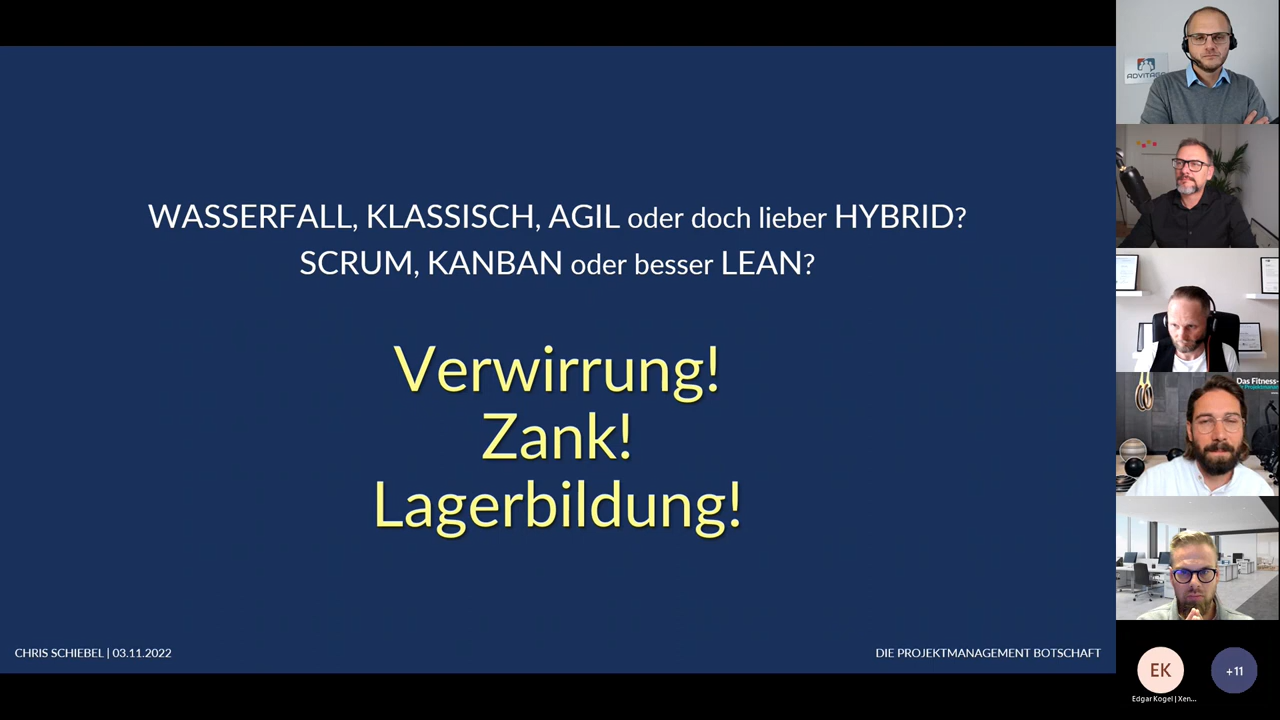 WASSERFALL, KLASSISCH, AGIL oder doch lieber HYBRID?
SCRUM, KANBAN oder besser LEAN?
Verwirrung!
Zank!
Lagerbildung!
CHRIS SCHIEBEL | 03.11.2022
DIE PROJEKTMANAGEMENT BOTSCHAFT
Das Fitness-
EK
+11
Edgar Kogel | Xen...